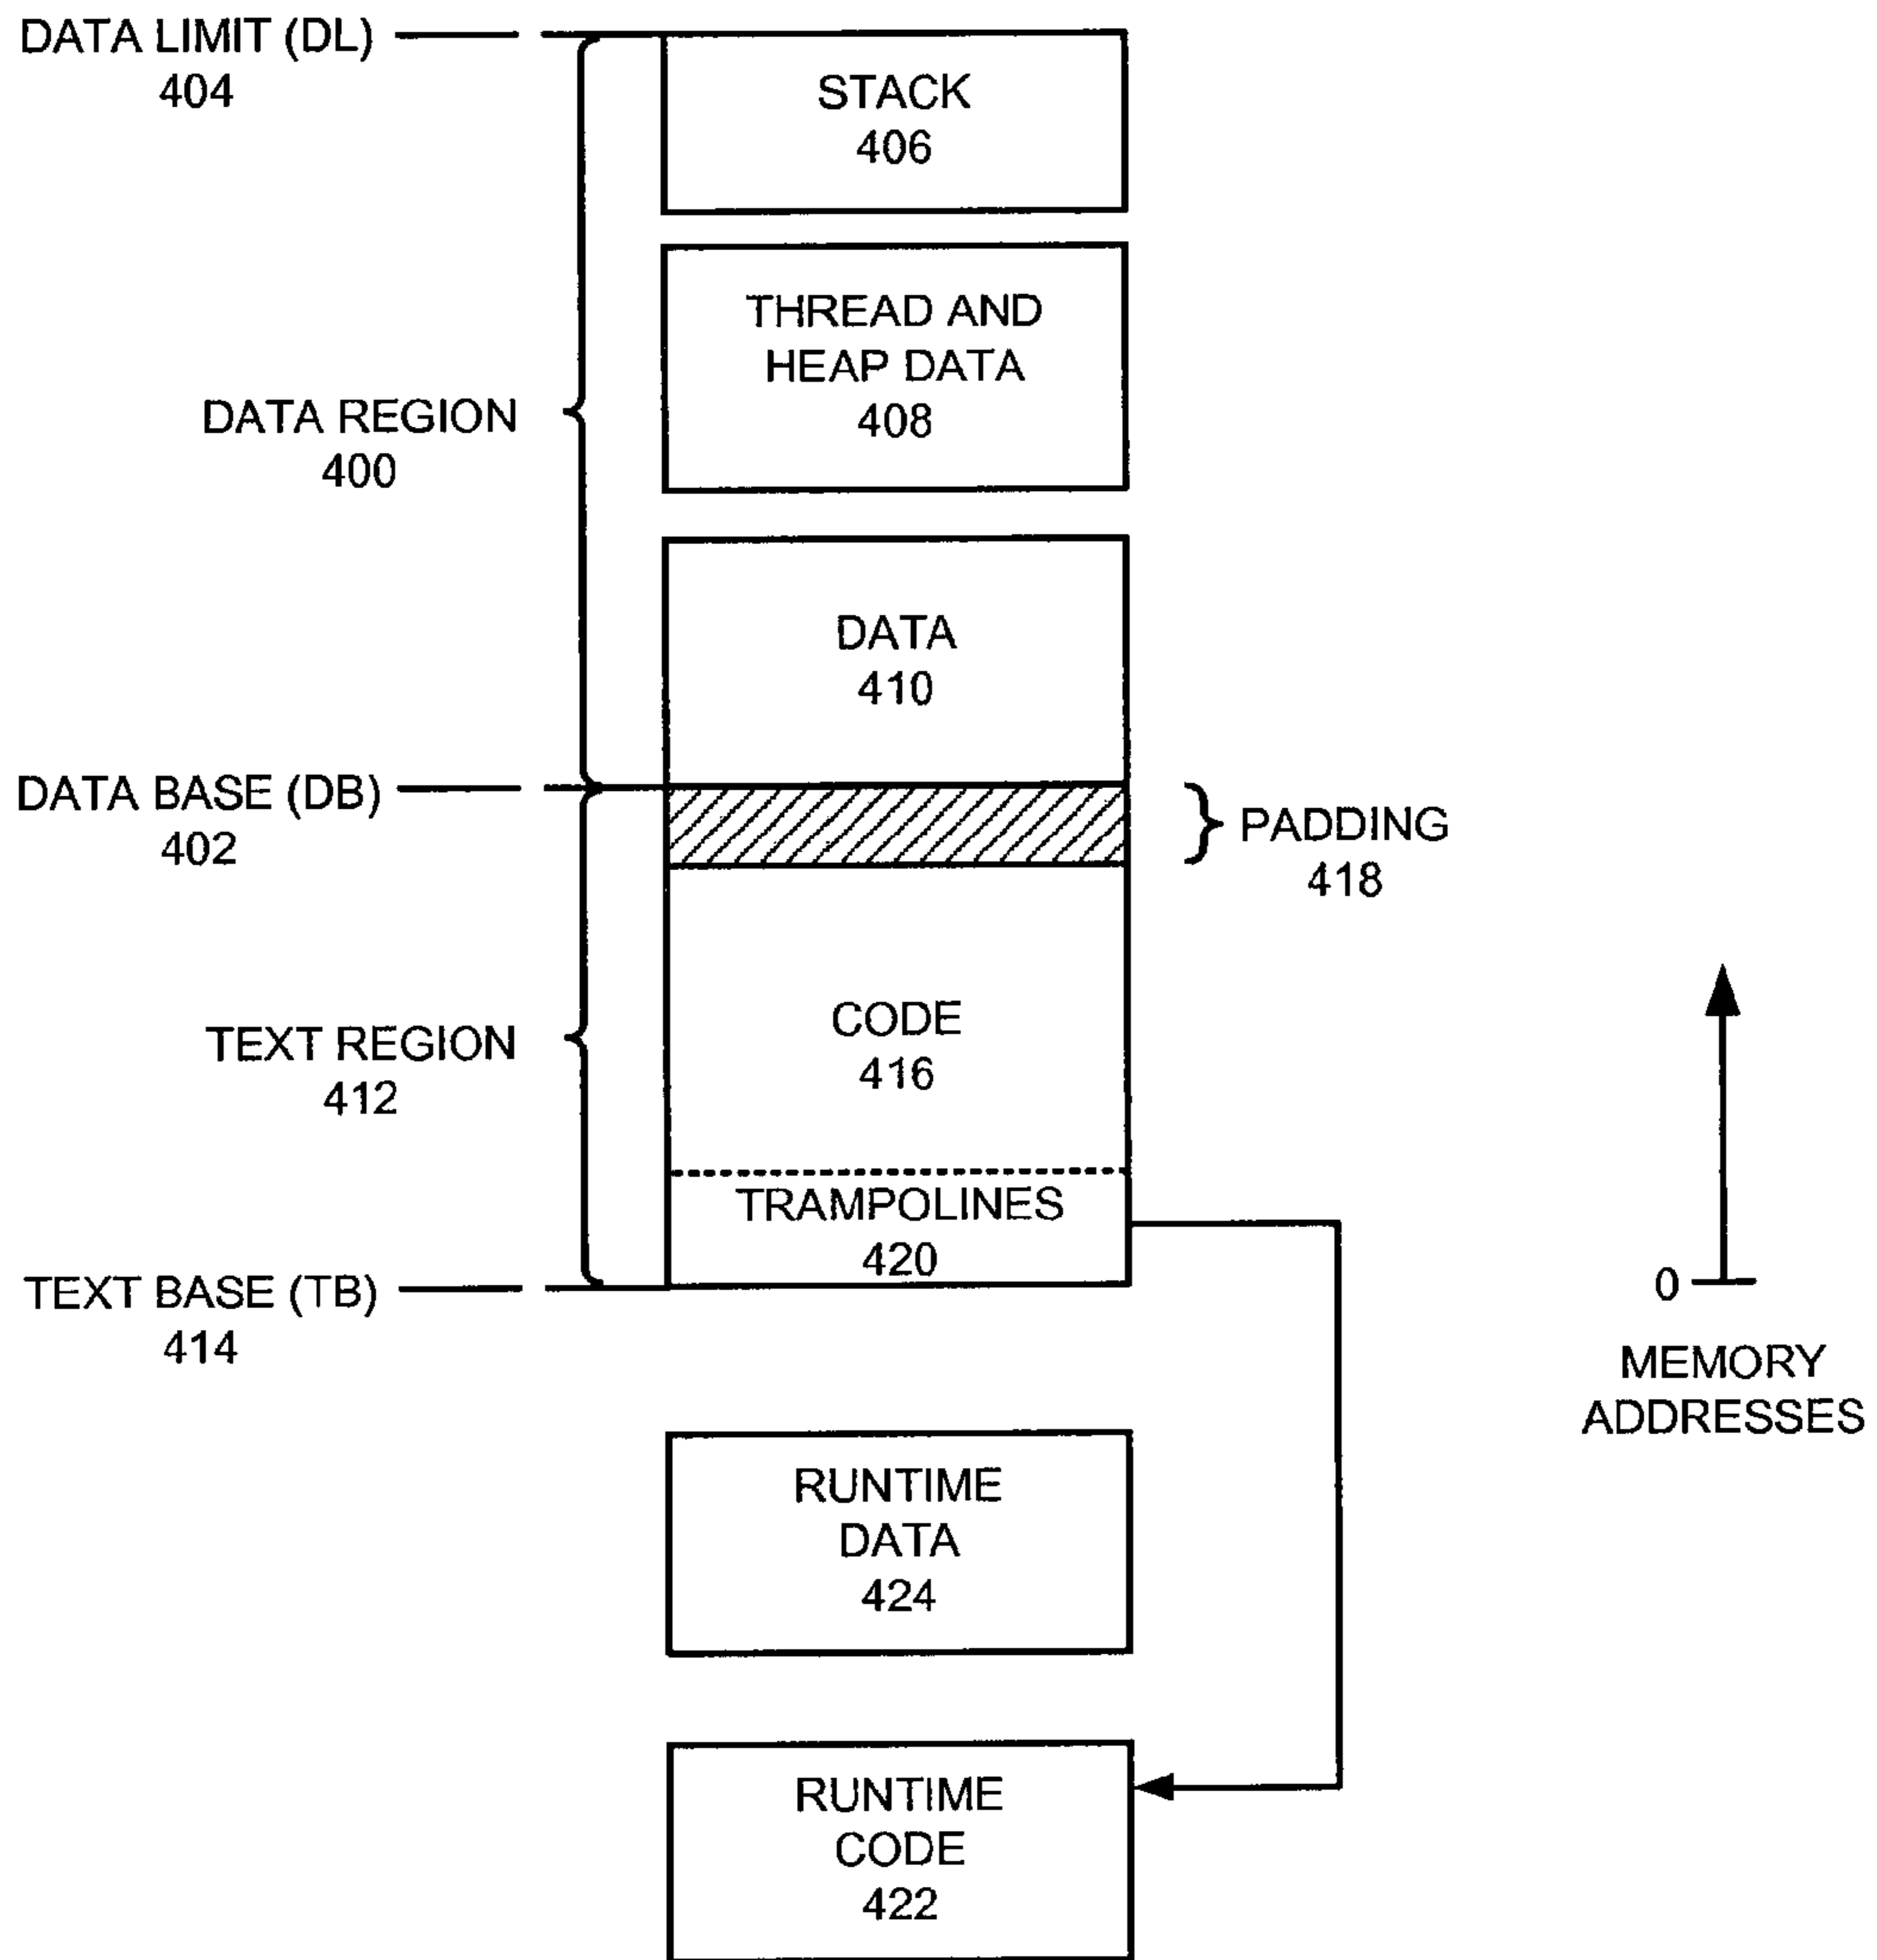 DATA LIMIT (DL)
404
STACK
406
THREAD AND
HEAP DATA
408
DATA REGION
400
DATA
410
DATA BASE (DB)
402
PADDING
418
CODE
416
TEXT REGION
412
TRAMPOLINES
420
TEXT BASE (TB)
414
0
MEMORY
ADDRESSES
RUNTIME
DATA
424
RUNTIME
CODE
422